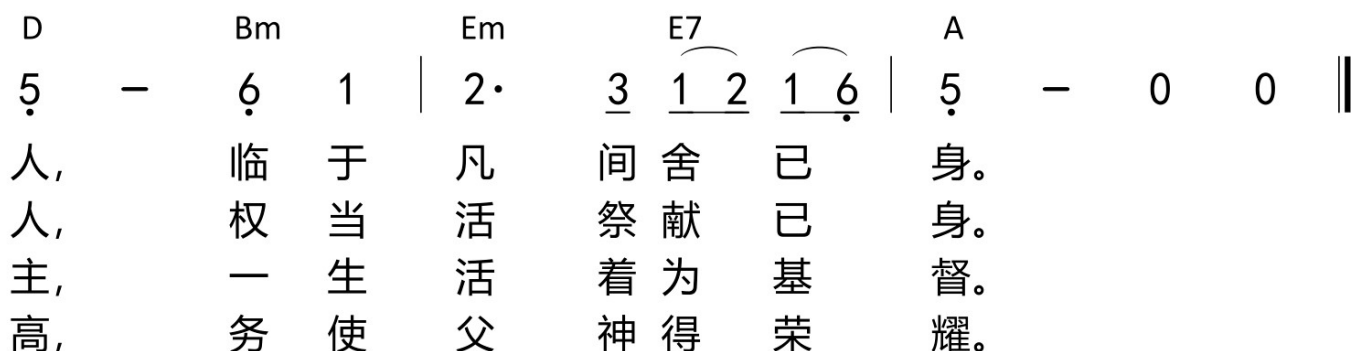 D Bm Em E7 A
5̣ – 6̣ 1 | 2· 3 1 2 1 6̣ | 5̣ – 0 0 ‖
人, 临 于 凡 间 舍 已 身。
人, 权 当 活 祭 献 已 身。
主, 一 生 活 着 为 基 督。
高, 务 使 父 神 得 荣 耀。